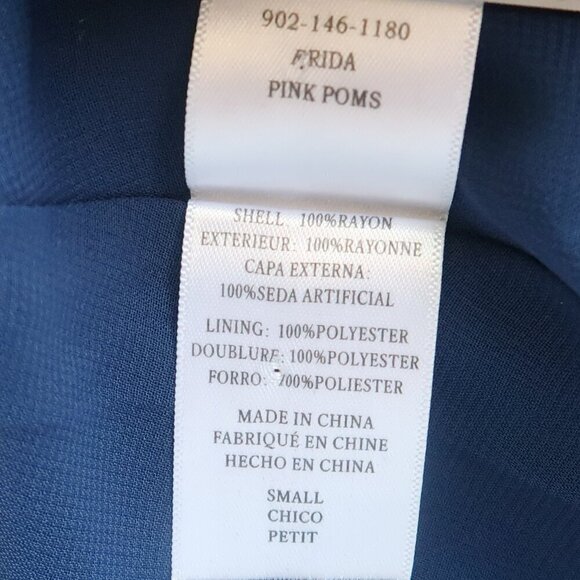 902-146-1180
FRIDA
PINK POMS
SHELL: 100%RAYON
EXTERIEUR: 100%RAYONNE
CAPA EXTERNA:
100%SEDA ARTIFICIAL
LINING: 100%POLYESTER
DOUBLURE: 100%POLYESTER
FORRO: 100%POLIESTER
MADE IN CHINA
FABRIQUÉ EN CHINE
HECHO EN CHINA
SMALL
CHICO
PETIT